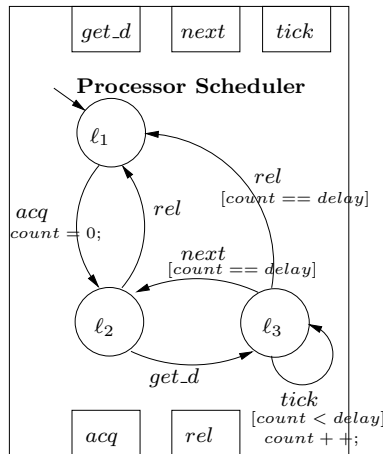 get_d next tick
Processor Scheduler
ℓ1
rel
[count == delay]
acq
count = 0;
rel
next
[count == delay]
ℓ2
ℓ3
get_d
tick
[count < delay]
count + +;
acq rel